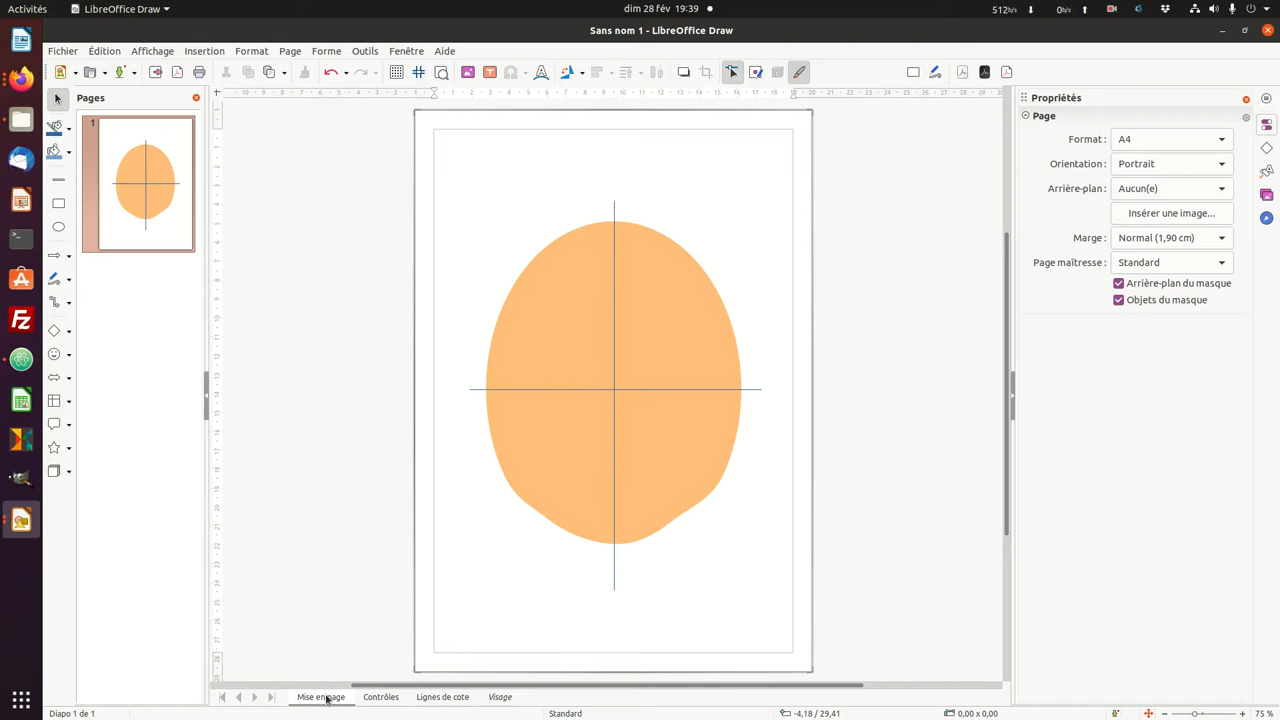 Activités
LibreOffice Draw
dim 28 fév 19:39
512%
0%
Sans nom 1 - LibreOffice Draw
Fichier Édition Affichage Insertion Format Page Forme Outils Fenêtre Aide
Pages
1
Propriétés
Page
Format : A4
Orientation : Portrait
Arrière-plan : Aucun(e)
Insérer une image...
Marge : Normal (1,90 cm)
Page maîtresse : Standard
Arrière-plan du masque
Objets du masque
Mise en page Contrôles Lignes de cote Visage
Diapo 1 de 1 Standard -4,18 / 29,41 0,00 x 0,00 75 %